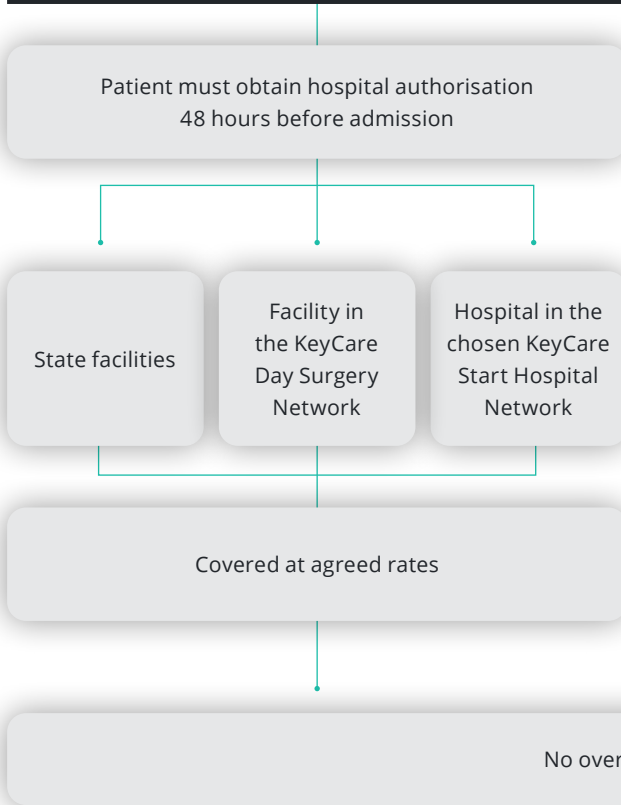 Patient must obtain hospital authorisation
48 hours before admission
State facilities
Facility in
the KeyCare
Day Surgery
Network
Hospital in the
chosen KeyCare
Start Hospital
Network
Covered at agreed rates
No over